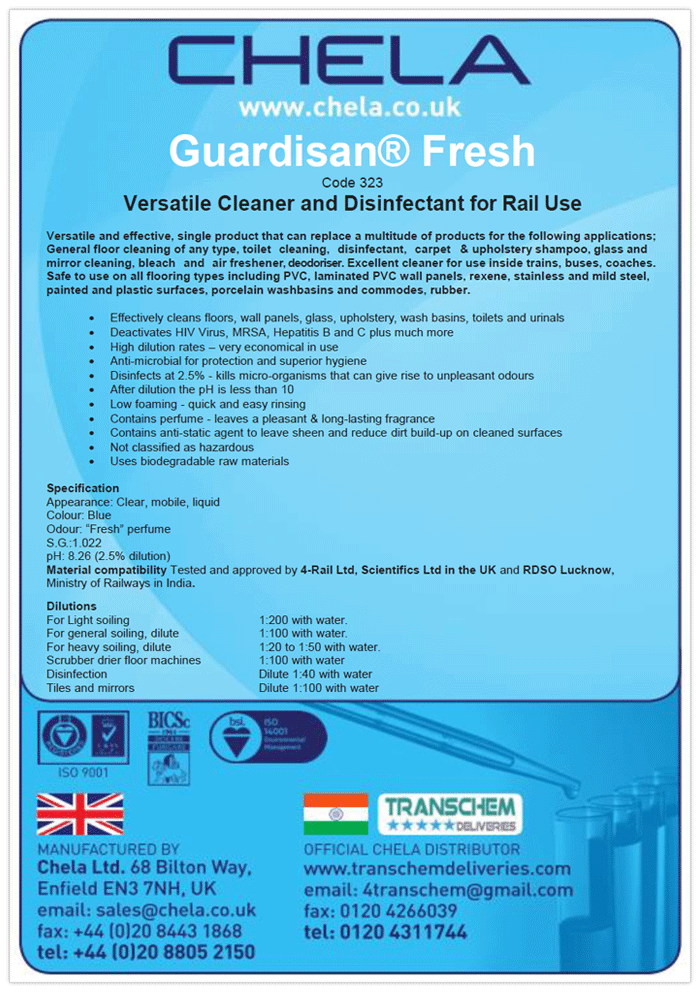 CHELA
www.chela.co.uk
Guardisan® Fresh
Code 323
Versatile Cleaner and Disinfectant for Rail Use
Versatile and effective, single product that can replace a multitude of products for the following applications;
General floor cleaning of any type, toilet cleaning, disinfectant, carpet & upholstery shampoo, glass and
mirror cleaning, bleach and air freshener, deodoriser. Excellent cleaner for use inside trains, buses, coaches.
Safe to use on all flooring types including PVC, laminated PVC wall panels, rexene, stainless and mild steel,
painted and plastic surfaces, porcelain washbasins and commodes, rubber.
• Effectively cleans floors, wall panels, glass, upholstery, wash basins, toilets and urinals
• Deactivates HIV Virus, MRSA, Hepatitis B and C plus much more
• High dilution rates – very economical in use
• Anti-microbial for protection and superior hygiene
• Disinfects at 2.5% - kills micro-organisms that can give rise to unpleasant odours
• After dilution the pH is less than 10
• Low foaming - quick and easy rinsing
• Contains perfume - leaves a pleasant & long-lasting fragrance
• Contains anti-static agent to leave sheen and reduce dirt build-up on cleaned surfaces
• Not classified as hazardous
• Uses biodegradable raw materials
Specification
Appearance: Clear, mobile, liquid
Colour: Blue
Odour: “Fresh” perfume
S.G.:1.022
pH: 8.26 (2.5% dilution)
Material compatibility Tested and approved by 4-Rail Ltd, Scientifics Ltd in the UK and RDSO Lucknow,
Ministry of Railways in India.
Dilutions
For Light soiling 1:200 with water.
For general soiling, dilute 1:100 with water.
For heavy soiling, dilute 1:20 to 1:50 with water.
Scrubber drier floor machines 1:100 with water
Disinfection Dilute 1:40 with water
Tiles and mirrors Dilute 1:100 with water
ISO 9001
BICSc
bsi.
ISO
14001
Environmental
Management
MANUFACTURED BY
Chela Ltd. 68 Bilton Way,
Enfield EN3 7NH, UK
email: sales@chela.co.uk
fax: +44 (0)20 8443 1868
tel: +44 (0)20 8805 2150
TRANSCHEM
DELIVERIES
OFFICIAL CHELA DISTRIBUTOR
www.transchemdeliveries.com
email: 4transchem@gmail.com
fax: 0120 4266039
tel: 0120 4311744